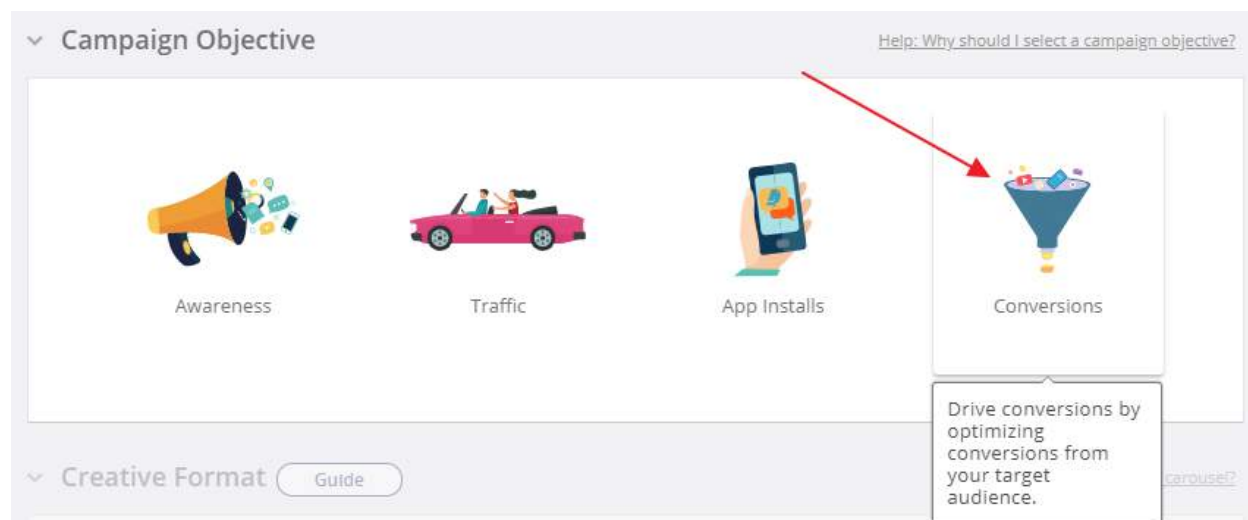 Campaign Objective
Help: Why should I select a campaign objective?
Awareness
Traffic
App Installs
Conversions
Drive conversions by
optimizing
conversions from
your target
audience.
Creative Format
Guide
carousel?